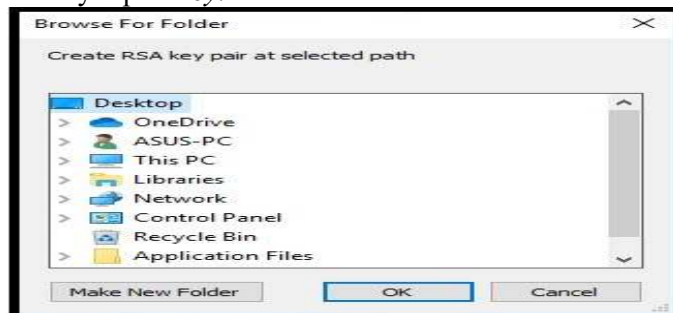 Browse For Folder
Create RSA key pair at selected path
Desktop
OneDrive
ASUS-PC
This PC
Libraries
Network
Control Panel
Recycle Bin
Application Files
Make New Folder OK Cancel